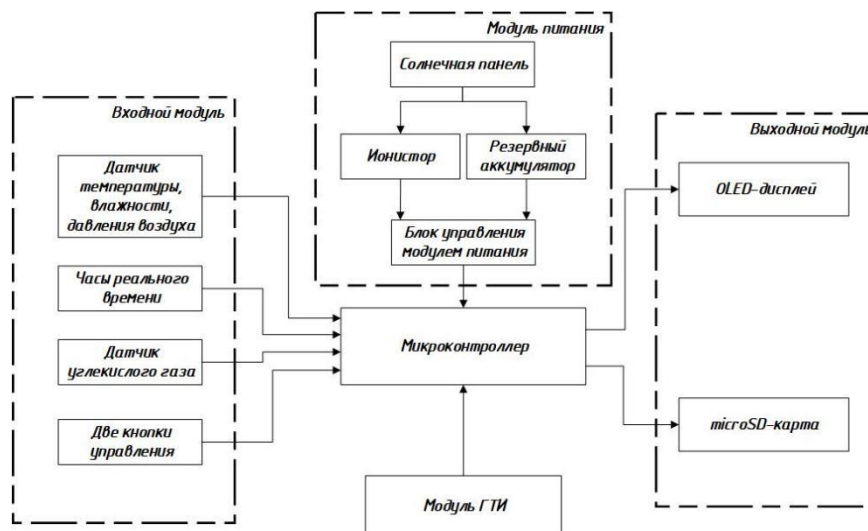 Модуль питания
Солнечная панель
Ионистор
Резервный
аккумулятор
Блок управления
модулем питания
Входной модуль
Датчик
температуры,
влажности,
давления воздуха
Часы реального
времени
Датчик
углекислого газа
Две кнопки
управления
Микроконтроллер
Модуль ГТИ
Выходной модуль
OLED-дисплей
microSD-карта